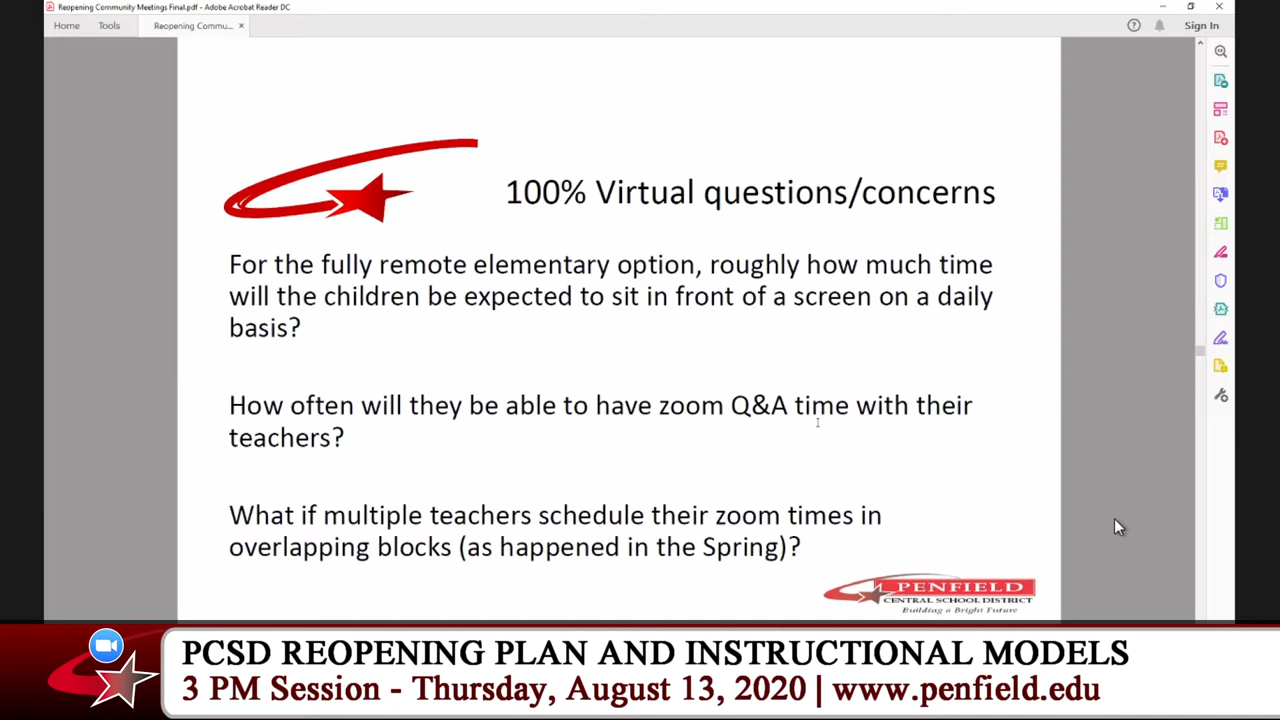 Reopening Community Meetings Final.pdf - Adobe Acrobat Reader DC
Home Tools Reopening Commu... × Sign In
100% Virtual questions/concerns
For the fully remote elementary option, roughly how much time
will the children be expected to sit in front of a screen on a daily
basis?
How often will they be able to have zoom Q&A time with their
teachers?
What if multiple teachers schedule their zoom times in
overlapping blocks (as happened in the Spring)?
PENFIELD
CENTRAL SCHOOL DISTRICT
Building a Bright Future
PCSD REOPENING PLAN AND INSTRUCTIONAL MODELS
3 PM Session - Thursday, August 13, 2020 | www.penfield.edu